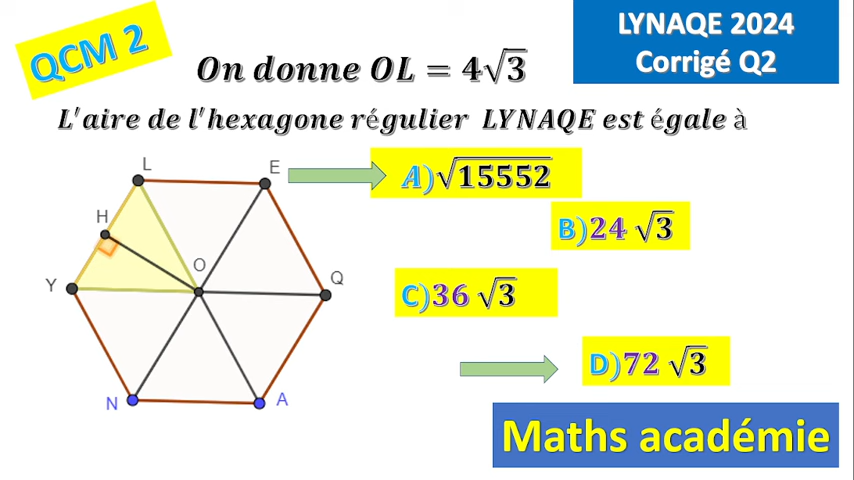 QCM 2
LYNAQE 2024
Corrigé Q2
On donne OL = 4√3
L'aire de l'hexagone régulier LYNAQE est égale à
L
E
A)√15552
H
B)24 √3
O
Y
Q
C)36 √3
D)72 √3
N
A
Maths académie